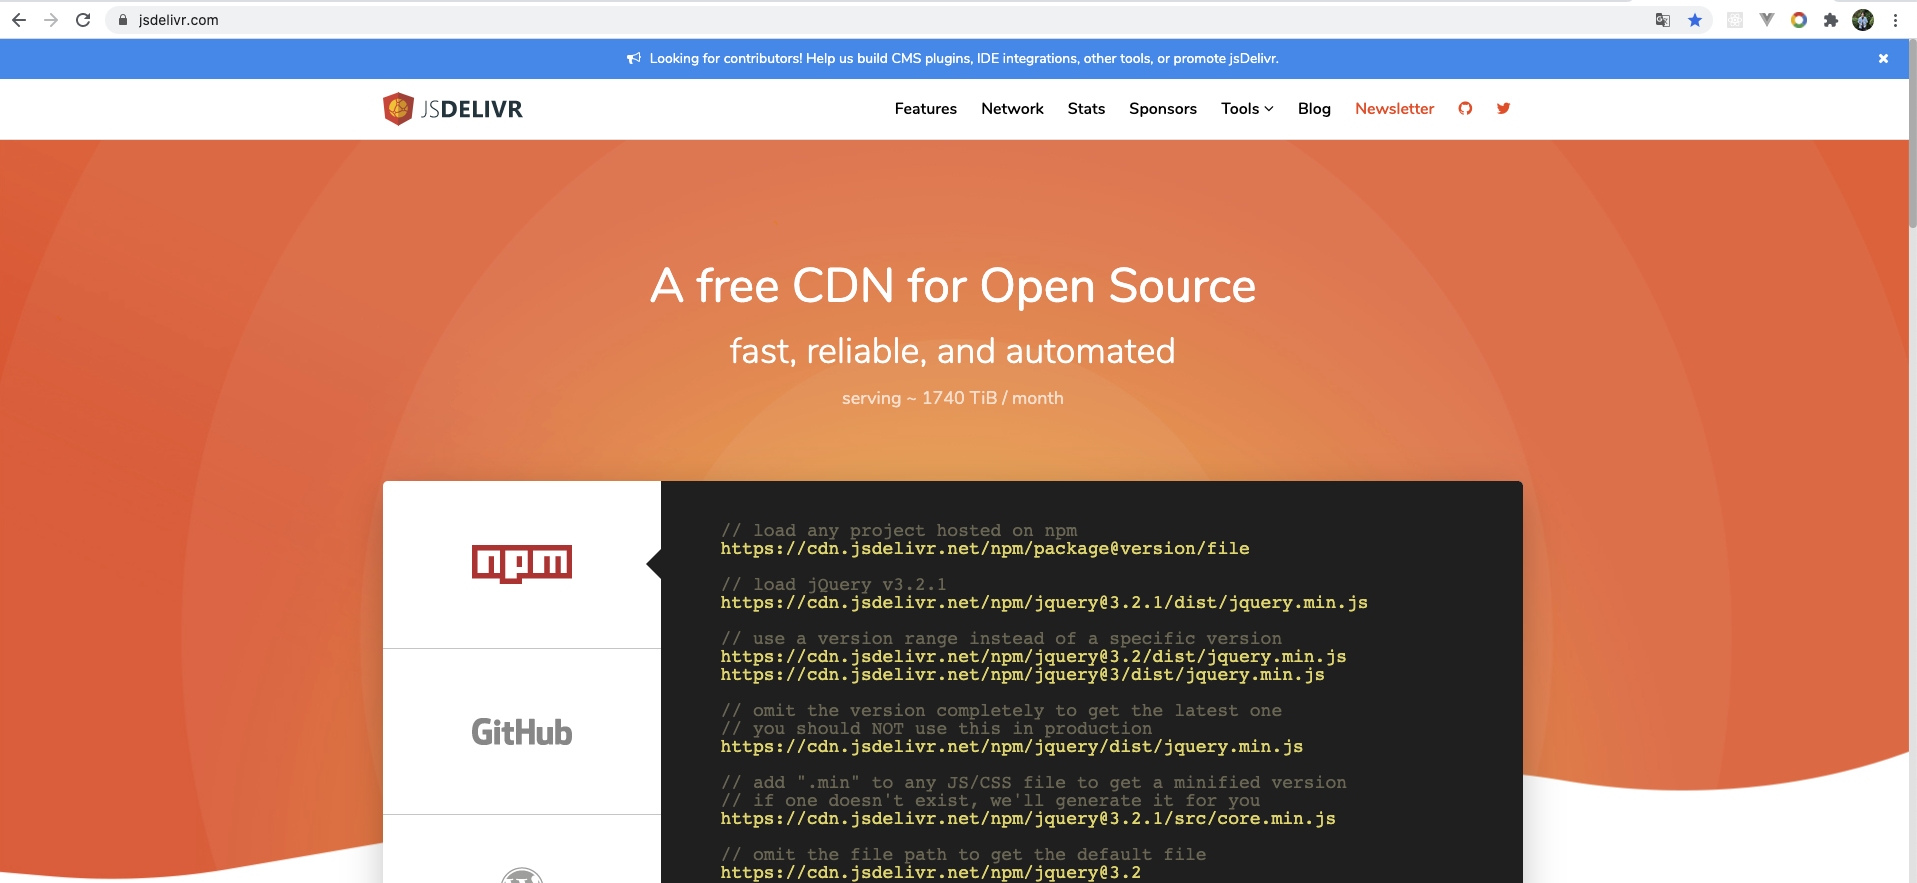 jsdelivr.com
Looking for contributors! Help us build CMS plugins, IDE integrations, other tools, or promote jsDelivr.
JSDELIVR
Features
Network
Stats
Sponsors
Tools
Blog
Newsletter
A free CDN for Open Source
fast, reliable, and automated
serving ~ 1740 TiB / month
npm
GitHub
// load any project hosted on npm
https://cdn.jsdelivr.net/npm/package@version/file
// load jQuery v3.2.1
https://cdn.jsdelivr.net/npm/jquery@3.2.1/dist/jquery.min.js
// use a version range instead of a specific version
https://cdn.jsdelivr.net/npm/jquery@3.2/dist/jquery.min.js
https://cdn.jsdelivr.net/npm/jquery@3/dist/jquery.min.js
// omit the version completely to get the latest one
// you should NOT use this in production
https://cdn.jsdelivr.net/npm/jquery/dist/jquery.min.js
// add ".min" to any JS/CSS file to get a minified version
// if one doesn't exist, we'll generate it for you
https://cdn.jsdelivr.net/npm/jquery@3.2.1/src/core.min.js
// omit the file path to get the default file
https://cdn.jsdelivr.net/npm/jquery@3.2